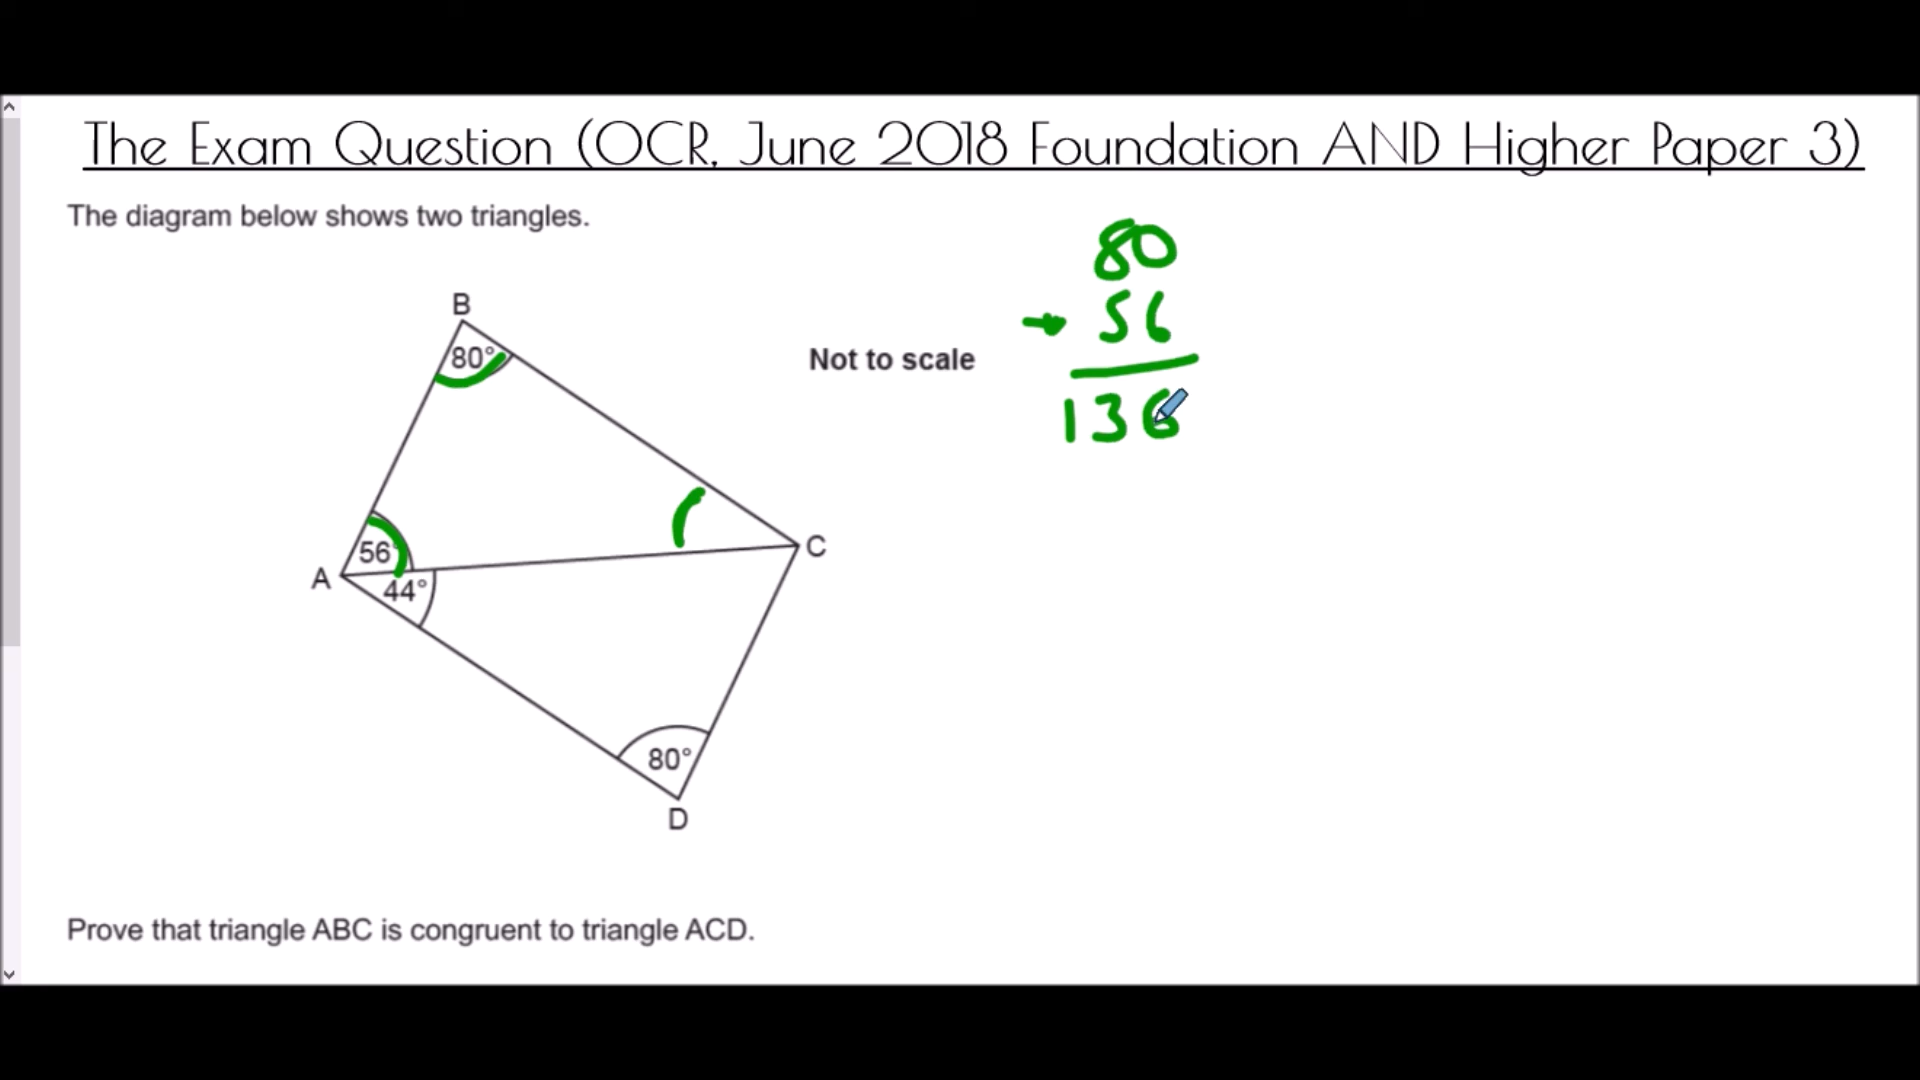 The Exam Question (OCR, June 2018 Foundation AND Higher Paper 3)
The diagram below shows two triangles.
80
+ 56
136
B
80°
Not to scale
56°
A
44°
C
80°
D
Prove that triangle ABC is congruent to triangle ACD.